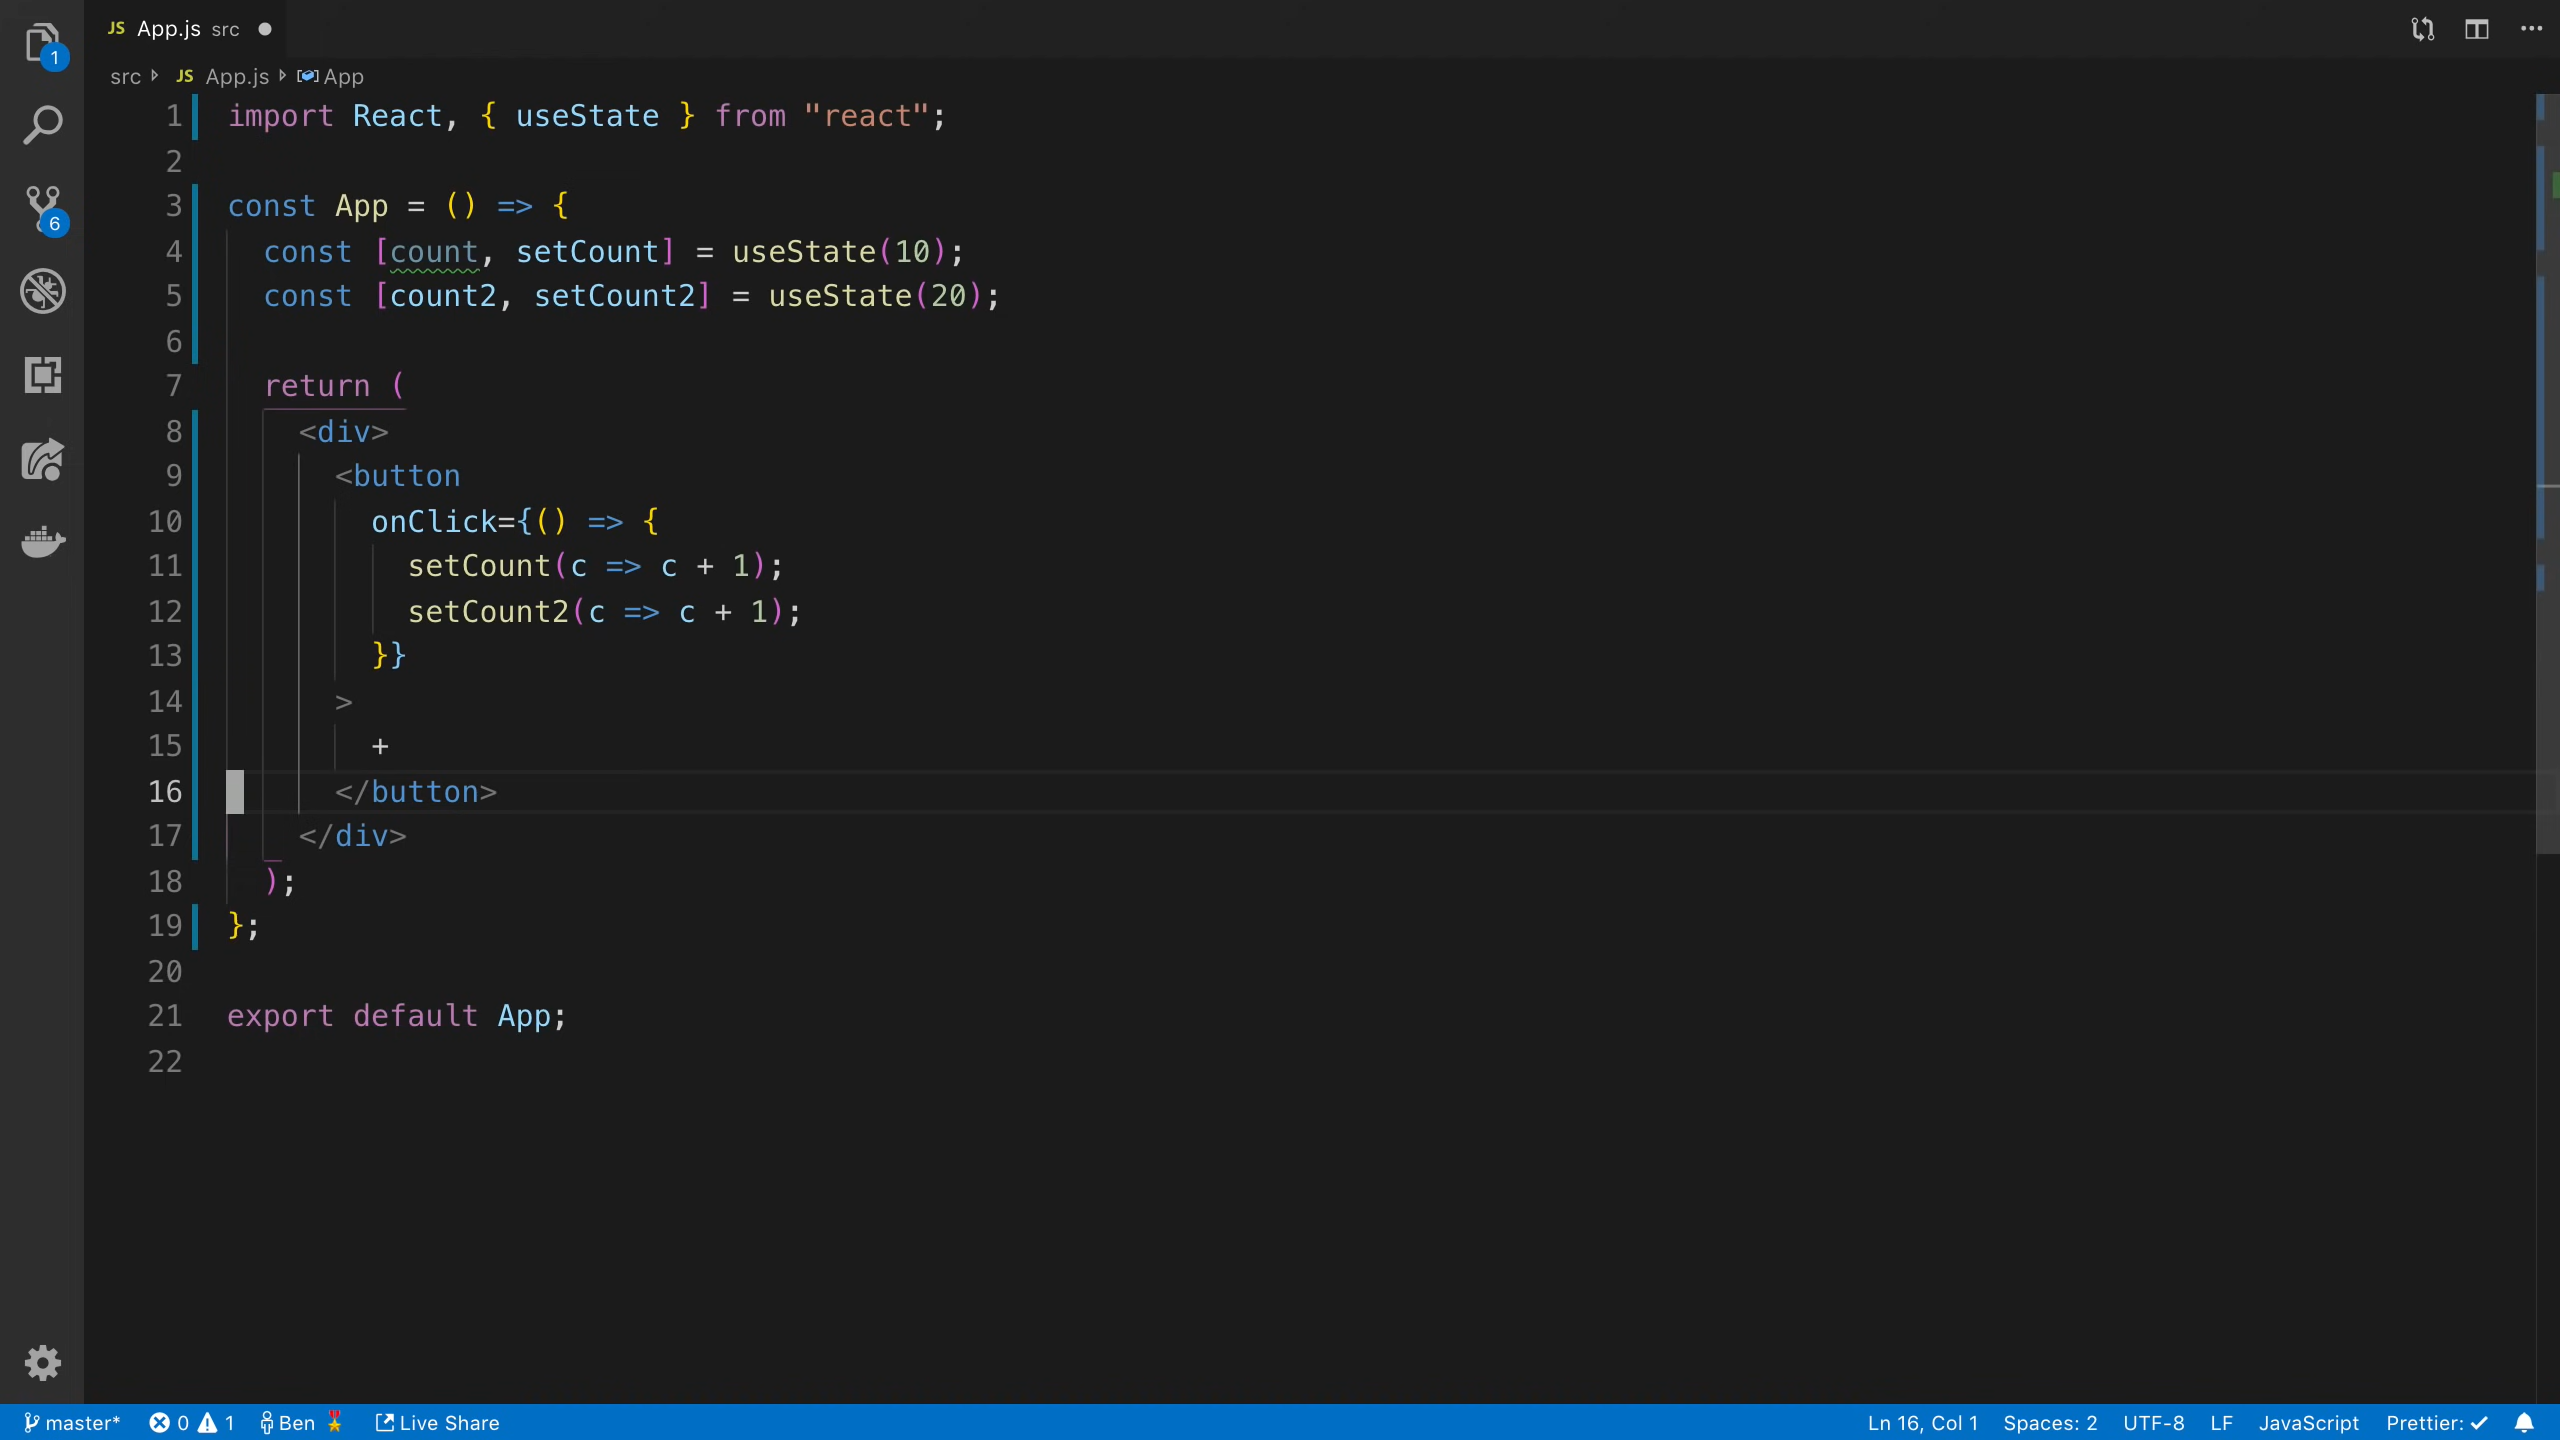 JS App.js src
1
src JS App.js App
1 import React, { useState } from "react";
2
3 const App = () => {
4   const [count, setCount] = useState(10);
5   const [count2, setCount2] = useState(20);
6
7   return (
8     <div>
9       <button
10         onClick={() => {
11           setCount(c => c + 1);
12           setCount2(c => c + 1);
13         }}
14       >
15         +
16       </button>
17     </div>
18   );
19 };
20
21 export default App;
22
6
master* 0 1 Ben Live Share Ln 16, Col 1 Spaces: 2 UTF-8 LF JavaScript Prettier: ✓